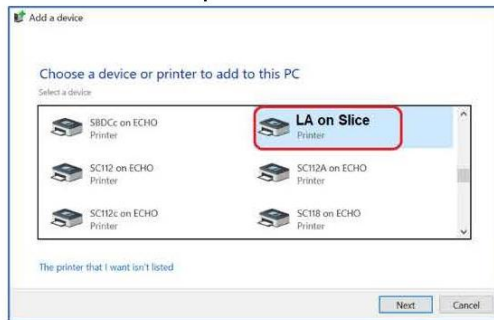 Add a device
Choose a device or printer to add to this PC
Select a device
SBDCc on ECHO
Printer
LA on Slice
Printer
SC112 on ECHO
Printer
SC112A on ECHO
Printer
SC112c on ECHO
Printer
SC118 on ECHO
Printer
The printer that I want isn't listed
Next
Cancel